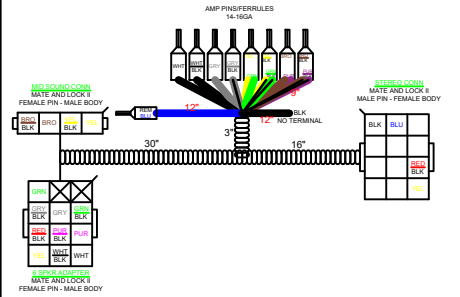 AMP PINS/FERRULES
14-16GA
WHT
WHT
BLK
GRY
GRY
BLK
BRO
MID SOUND CONN
MATE AND LOCK II
FEMALE PIN - MALE BODY
STEREO CONN
MATE AND LOCK II
MALE PIN - FEMALE BODY
BRO
BLK
BRO
BLK
YEL
REM
BLU
12"
9"
12"
BLK
NO TERMINAL
3"
30"
16"
BLK
BLU
RED
BLK
YEL
GRN
GRY
BLK
GRY
GRN
BLK
RED
BLK
PUR
BLK
PUR
YEL
WHT
BLK
WHT
6 SPKR ADAPTER
MATE AND LOCK II
FEMALE PIN - MALE BODY